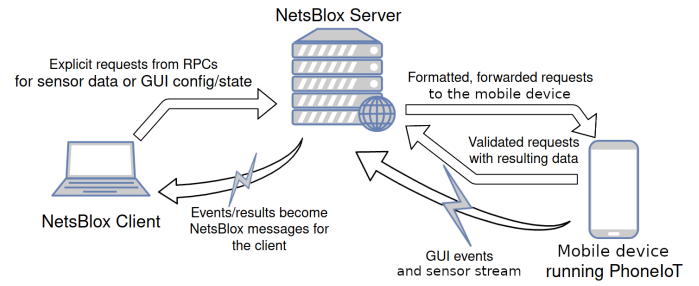 NetsBlox Server
Explicit requests from RPCs
for sensor data or GUI config/state
Formatted, forwarded requests
to the mobile device
Validated requests
with resulting data
NetsBlox Client
Events/results become
NetsBlox messages for
the client
GUI events
and sensor stream
Mobile device
running PhoneIoT